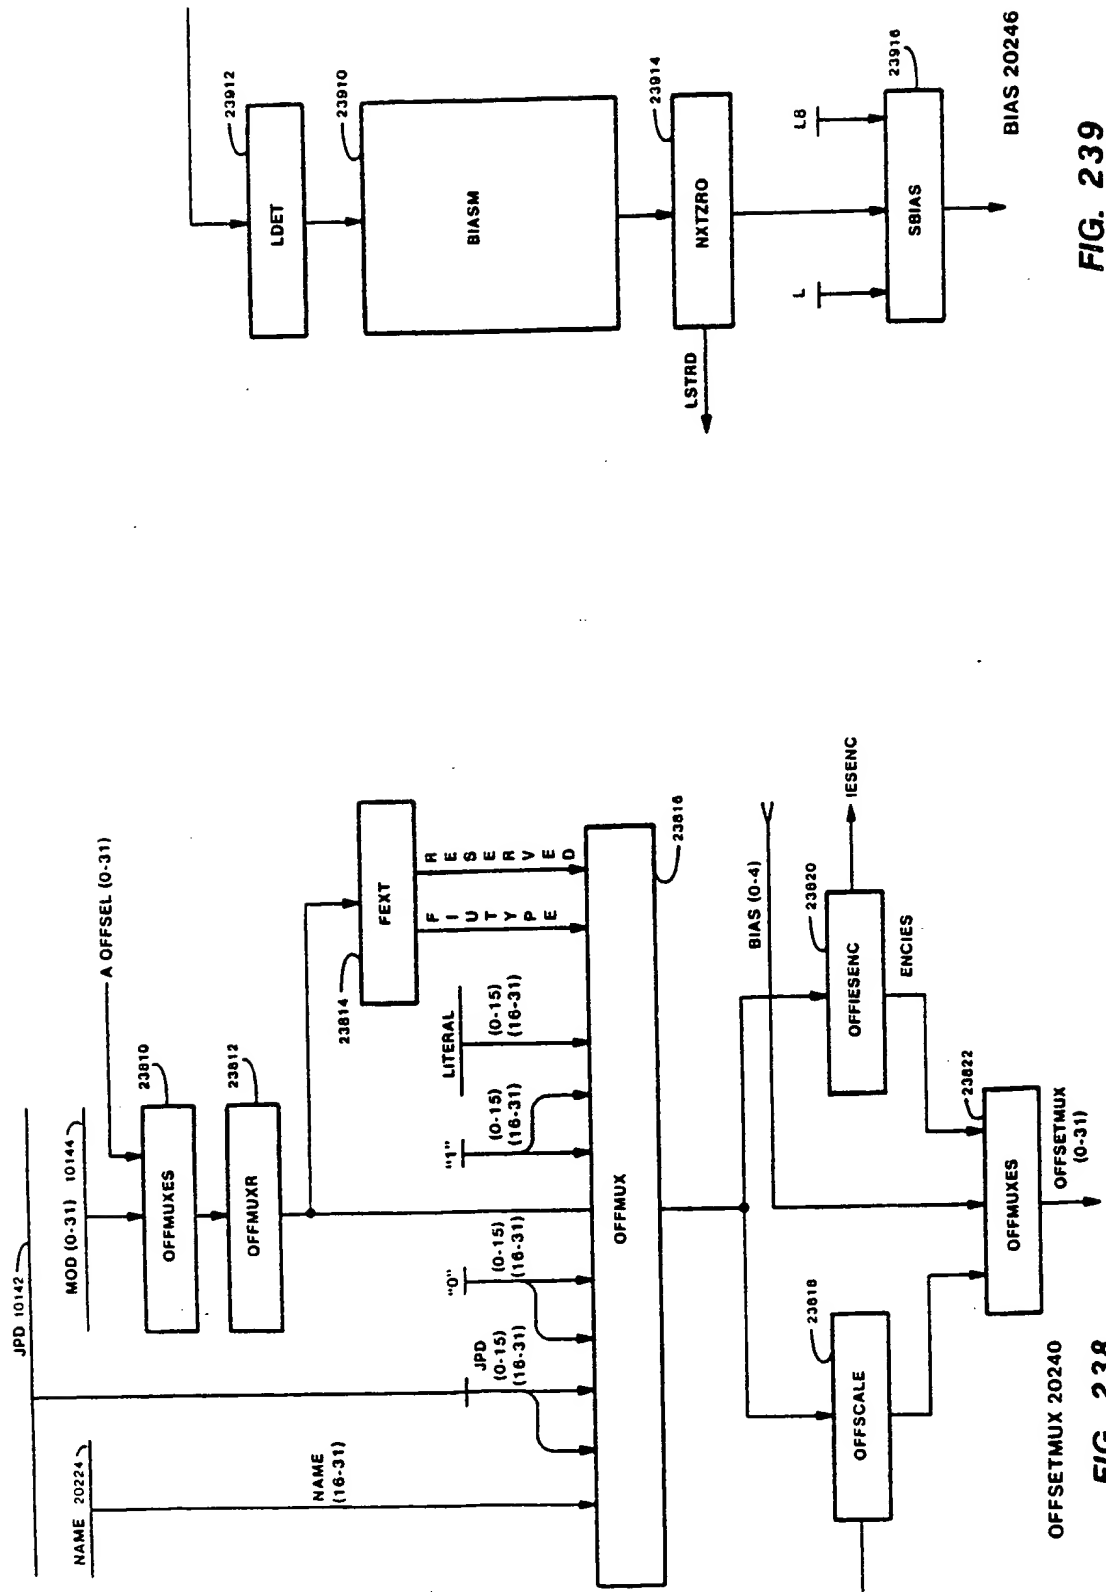 JPD 10142
MOD (0-31) 10144
A OFFSEL (0-31)
OFFMUXES
23810
OFFMUXR
23812
NAME 20224
NAME
(16-31)
JPD
(0-15)
(16-31)
"0"
(0-15)
(16-31)
"1"
(0-15)
(16-31)
LITERAL
(0-15)
(16-31)
23814
FEXT
FIUTYPE
RESERVED
OFFMUX
23816
BIAS (0-4)
OFFSCALE
23818
OFFIESENC
23820
IESENC
ENCIES
OFFMUXES
23822
OFFSETMUX
(0-31)
OFFSETMUX 20240
FIG. 238
LDET
23912
BIASM
23910
NXTZRO
23914
LSTRD
L
L8
SBIAS
23916
BIAS 20246
FIG. 239